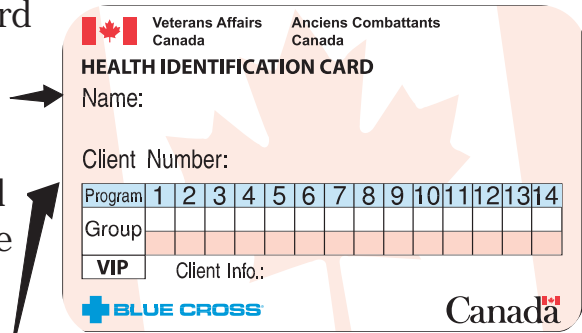 rd
Veterans Affairs Anciens Combattants
Canada Canada
HEALTH IDENTIFICATION CARD
Name:
Client Number:
l
Program 1 2 3 4 5 6 7 8 9 10 11 12 13 14
e
Group
VIP Client Info.:
BLUE CROSS Canada